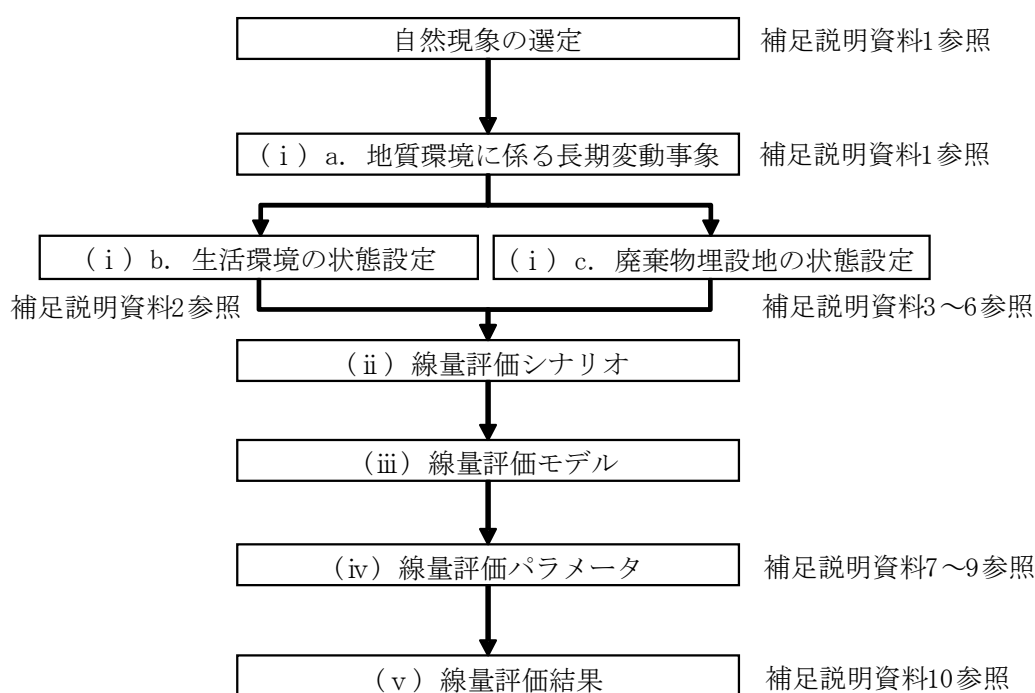 自然現象の選定
補足説明資料1参照
(ⅰ)a. 地質環境に係る長期変動事象
補足説明資料1参照
(ⅰ)b. 生活環境の状態設定
(ⅰ)c. 廃棄物埋設地の状態設定
補足説明資料2参照
補足説明資料3～6参照
(ⅱ)線量評価シナリオ
(ⅲ)線量評価モデル
(ⅳ)線量評価パラメータ
補足説明資料7～9参照
(ⅴ)線量評価結果
補足説明資料10参照